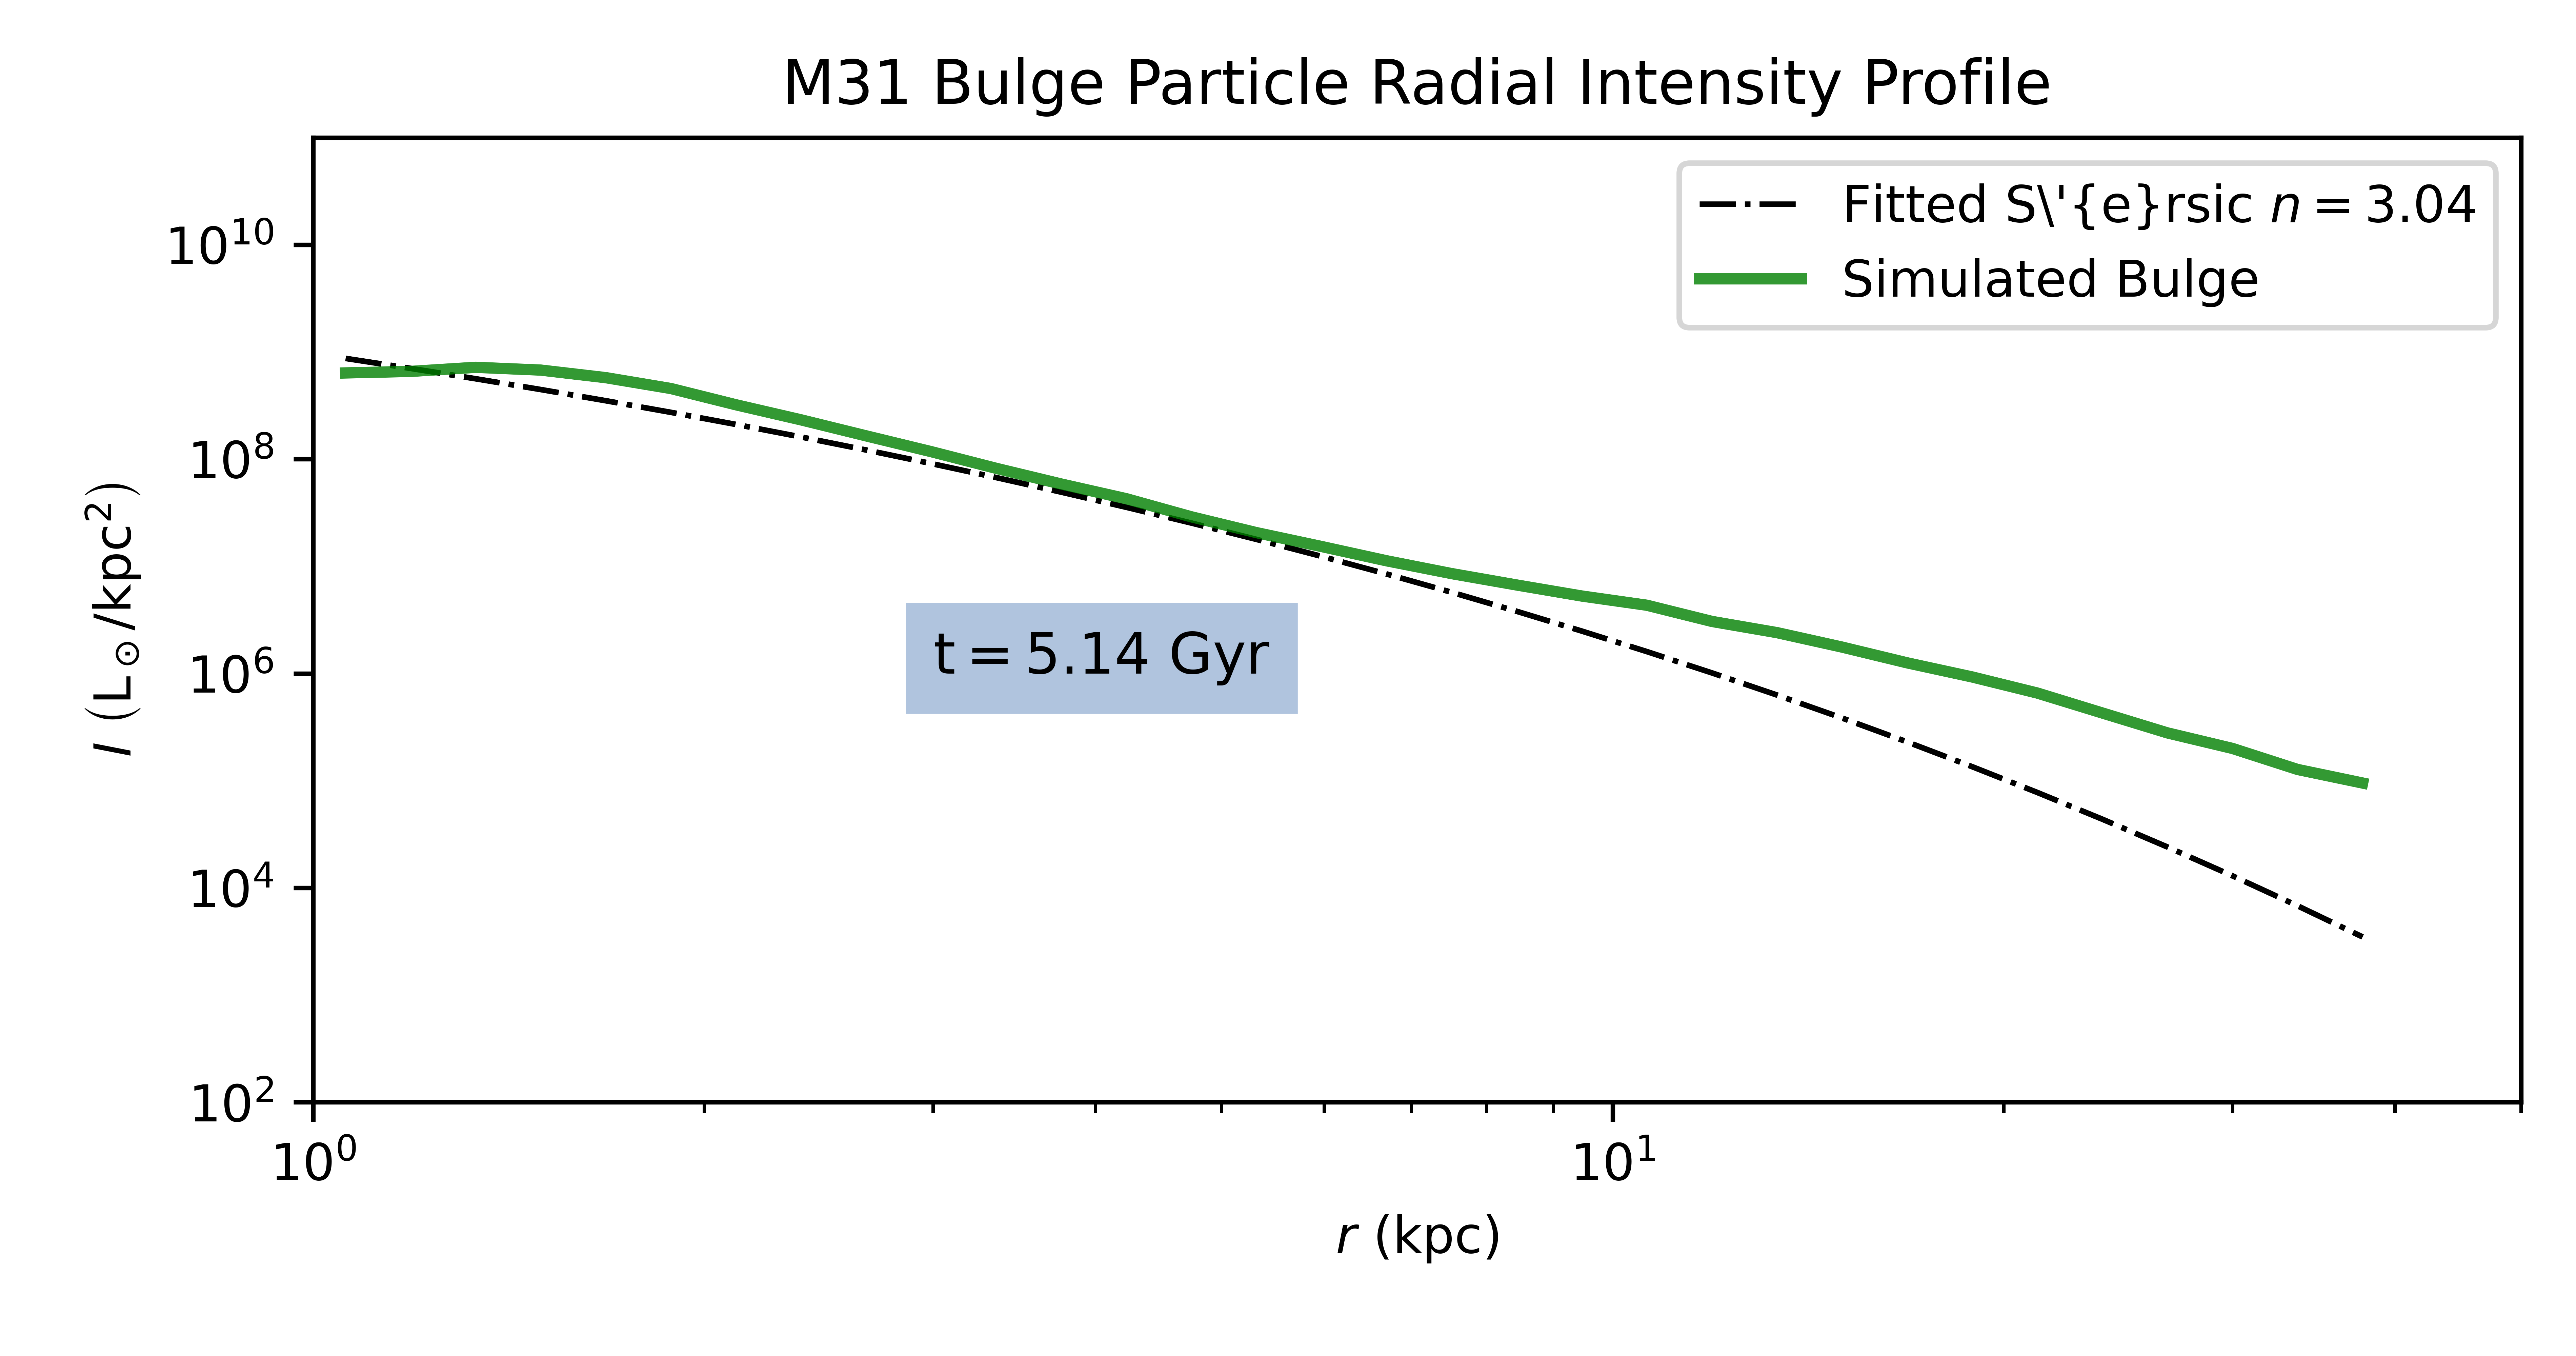 M31 Bulge Particle Radial Intensity Profile
Fitted S\'{e}rsic n = 3.04
Simulated Bulge
t = 5.14 Gyr
I (L⊙/kpc²)
10¹⁰
10⁸
10⁶
10⁴
10²
10⁰
10¹
r (kpc)